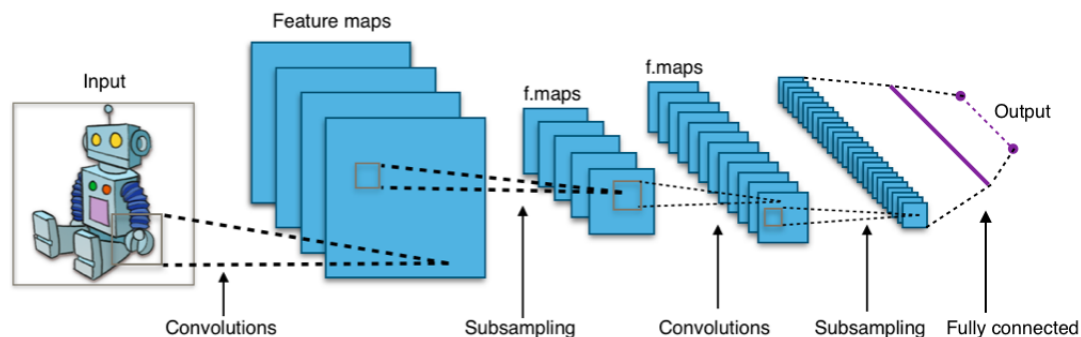 Feature maps
Input
f.maps
f.maps
Output
Convolutions
Subsampling
Convolutions
Subsampling
Fully connected